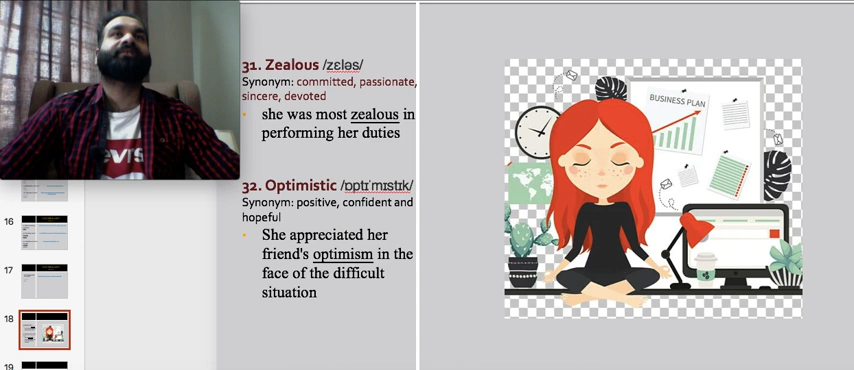 31. Zealous /zɛləs/
Synonym: committed, passionate,
sincere, devoted
• she was most zealous in
performing her duties
32. Optimistic /ɒptɪˈmɪstɪk/
Synonym: positive, confident and
hopeful
• She appreciated her
friend's optimism in the
face of the difficult
situation
16
17
18
19
BUSINESS PLAN